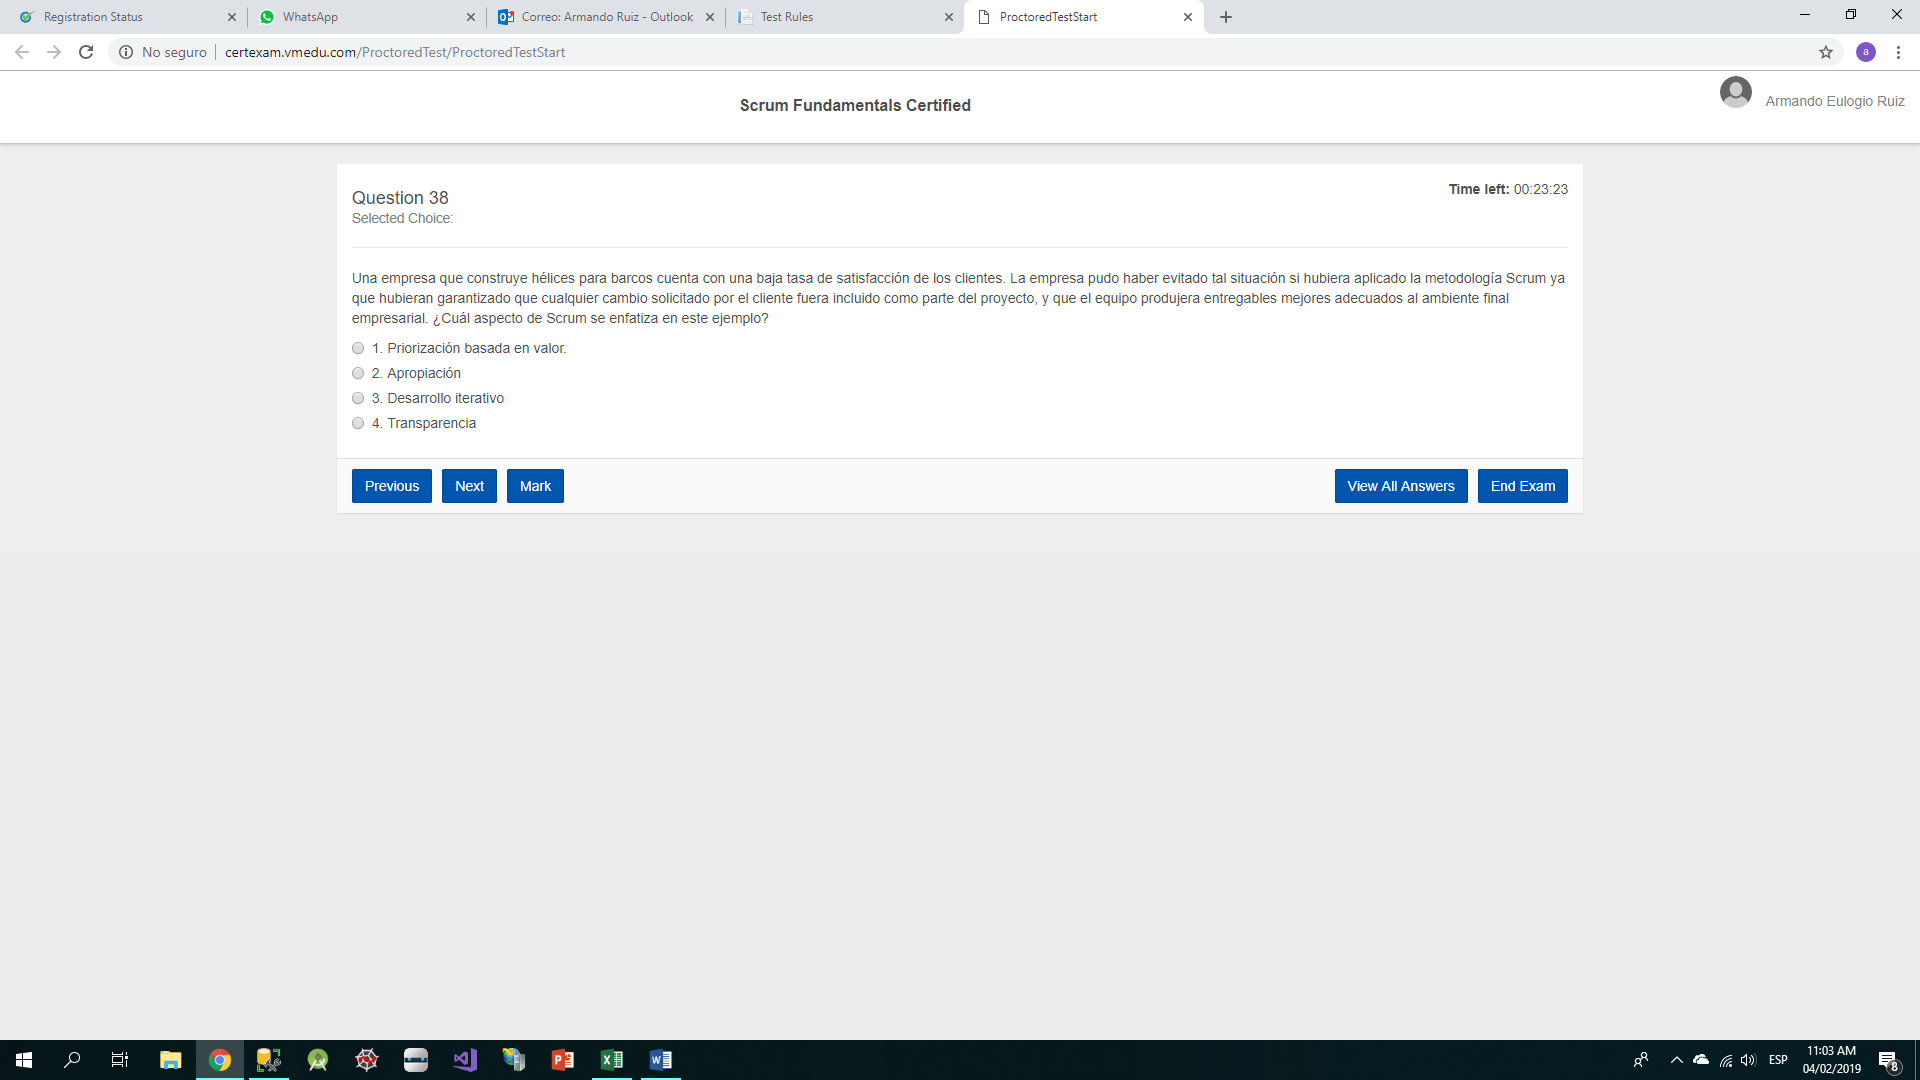 Registration Status
WhatsApp
Correo: Armando Ruiz - Outlook
Test Rules
ProctoredTestStart
No seguro
certexam.vmedu.com/ProctoredTest/ProctoredTestStart
a
Scrum Fundamentals Certified
Armando Eulogio Ruiz
Question 38
Time left: 00:23:23
Selected Choice:
Una empresa que construye hélices para barcos cuenta con una baja tasa de satisfacción de los clientes. La empresa pudo haber evitado tal situación si hubiera aplicado la metodología Scrum ya
que hubieran garantizado que cualquier cambio solicitado por el cliente fuera incluido como parte del proyecto, y que el equipo produjera entregables mejores adecuados al ambiente final
empresarial. ¿Cuál aspecto de Scrum se enfatiza en este ejemplo?
1. Priorización basada en valor.
2. Apropiación
3. Desarrollo iterativo
4. Transparencia
Previous
Next
Mark
View All Answers
End Exam
ESP
11:03 AM
04/02/2019
8